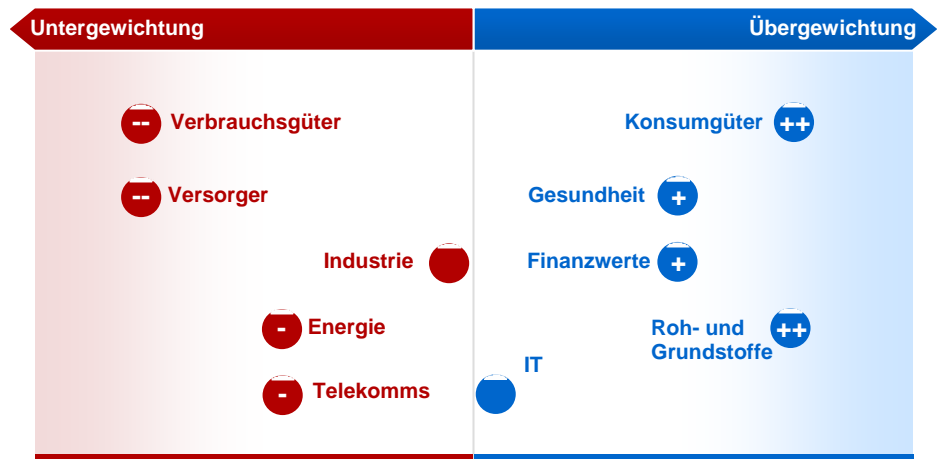 Untergewichtung Übergewichtung
-- Verbrauchsgüter Konsumgüter ++
-- Versorger Gesundheit +
Industrie Finanzwerte +
- Energie Roh- und ++
Grundstoffe
IT
- Telekomms